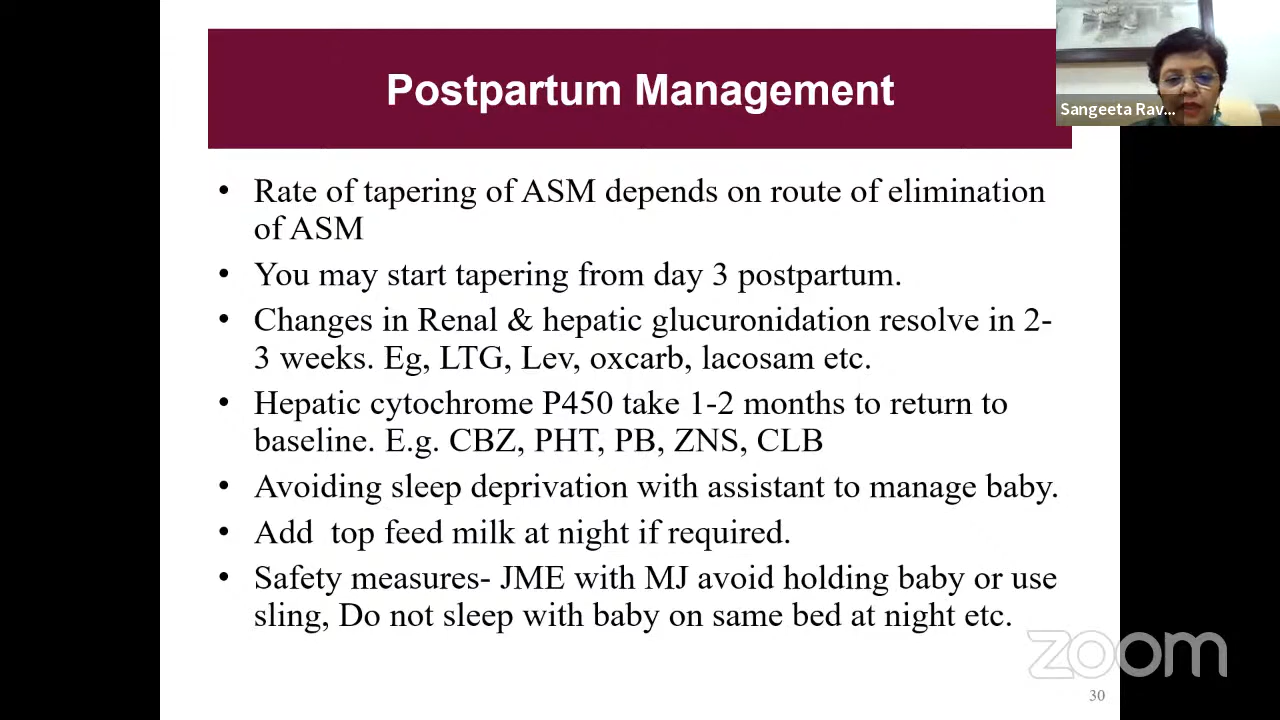 Postpartum Management
Sangeeta Rav...
• Rate of tapering of ASM depends on route of elimination
of ASM
• You may start tapering from day 3 postpartum.
• Changes in Renal & hepatic glucuronidation resolve in 2-
3 weeks. Eg, LTG, Lev, oxcarb, lacosam etc.
• Hepatic cytochrome P450 take 1-2 months to return to
baseline. E.g. CBZ, PHT, PB, ZNS, CLB
• Avoiding sleep deprivation with assistant to manage baby.
• Add top feed milk at night if required.
• Safety measures- JME with MJ avoid holding baby or use
sling, Do not sleep with baby on same bed at night etc.
zoom
30